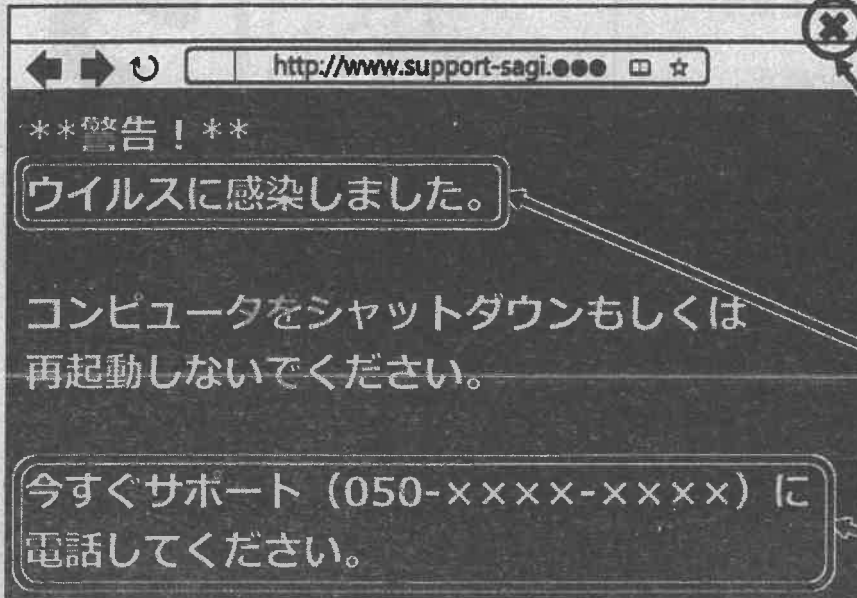 http://www.support-sagi.●●●
**警告！**
ウイルスに感染しました。
コンピュータをシャットダウンもしくは
再起動しないでください。
今すぐサポート（050-××××-××××）に
電話してください。